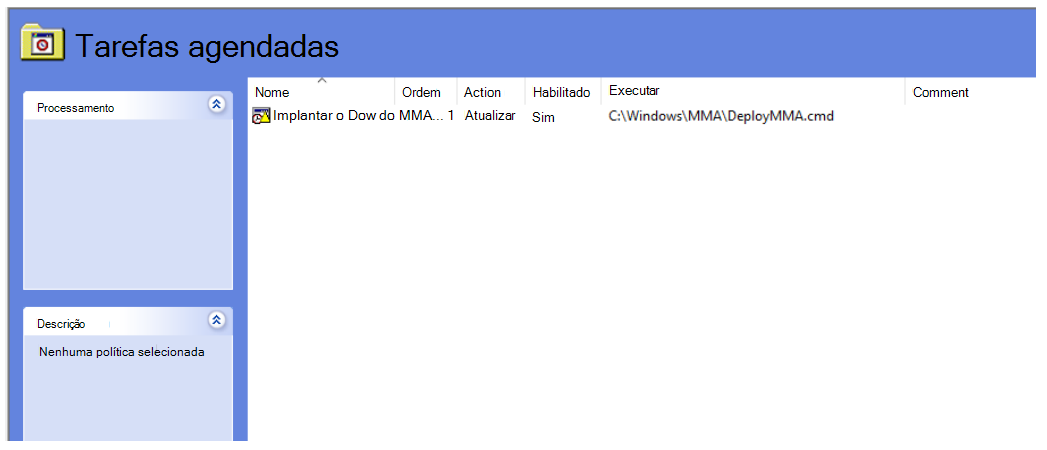 Tarefas agendadas
Processamento
Nome Ordem Action Habilitado Executar Comment
Implantar o Dow do MMA... 1 Atualizar Sim C:\Windows\MMA\DeployMMA.cmd
Descrição
Nenhuma política selecionada